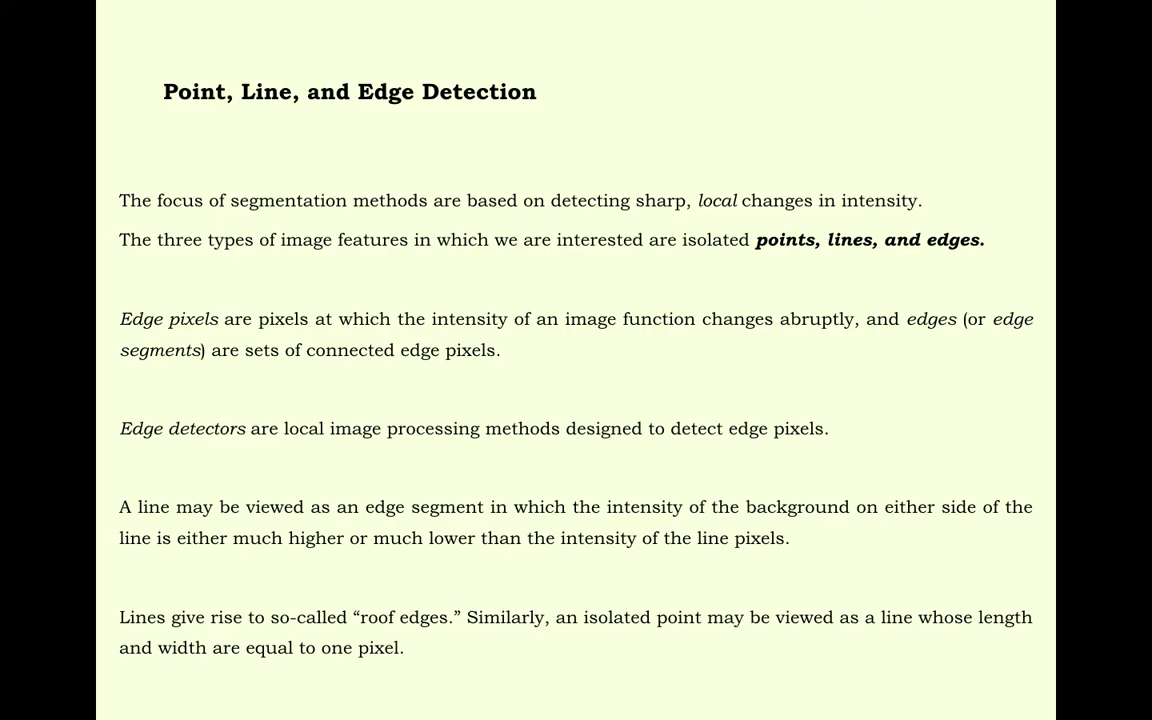 Point, Line, and Edge Detection
The focus of segmentation methods are based on detecting sharp, local changes in intensity.
The three types of image features in which we are interested are isolated points, lines, and edges.
Edge pixels are pixels at which the intensity of an image function changes abruptly, and edges (or edge
segments) are sets of connected edge pixels.
Edge detectors are local image processing methods designed to detect edge pixels.
A line may be viewed as an edge segment in which the intensity of the background on either side of the
line is either much higher or much lower than the intensity of the line pixels.
Lines give rise to so-called “roof edges.” Similarly, an isolated point may be viewed as a line whose length
and width are equal to one pixel.